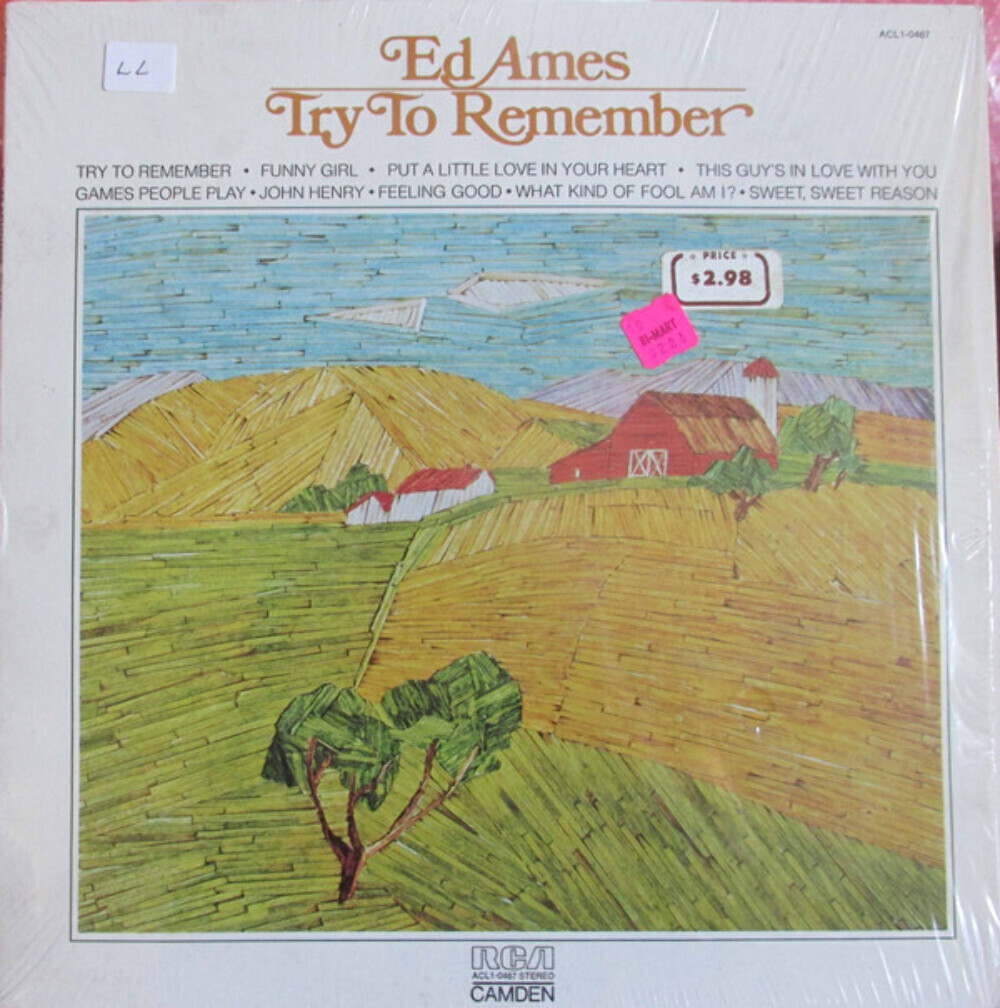 ACL1-0467
LL
Ed Ames
Try To Remember
TRY TO REMEMBER • FUNNY GIRL • PUT A LITTLE LOVE IN YOUR HEART • THIS GUY'S IN LOVE WITH YOU
GAMES PEOPLE PLAY • JOHN HENRY • FEELING GOOD • WHAT KIND OF FOOL AM I? • SWEET, SWEET REASON
PRICE
$2.98
BI-MART
RCA
ACL1-0467 STEREO
CAMDEN